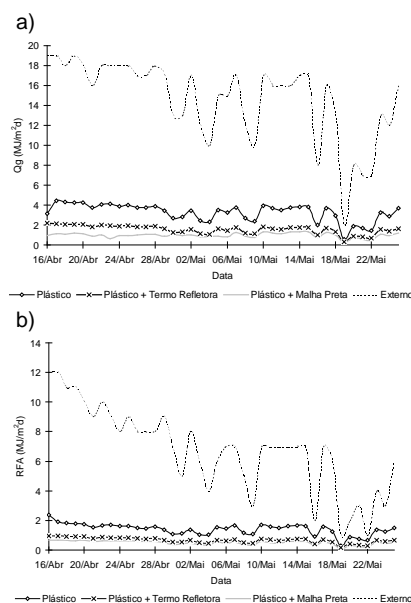 a)
20
18
16
14
12
10
8
6
4
2
0
Qg (MJ/m²d)
16/Abr 20/Abr 24/Abr 28/Abr 02/Mai 06/Mai 10/Mai 14/Mai 18/Mai 22/Mai
Data
Plástico Plástico + Termo Refletora Plástico + Malha Preta Externo
b)
14
12
10
8
6
4
2
0
RFA (MJ/m²d)
16/Abr 20/Abr 24/Abr 28/Abr 02/Mai 06/Mai 10/Mai 14/Mai 18/Mai 22/Mai
Data
Plástico Plástico + Termo Refletora Plástico + Malha Preta Externo